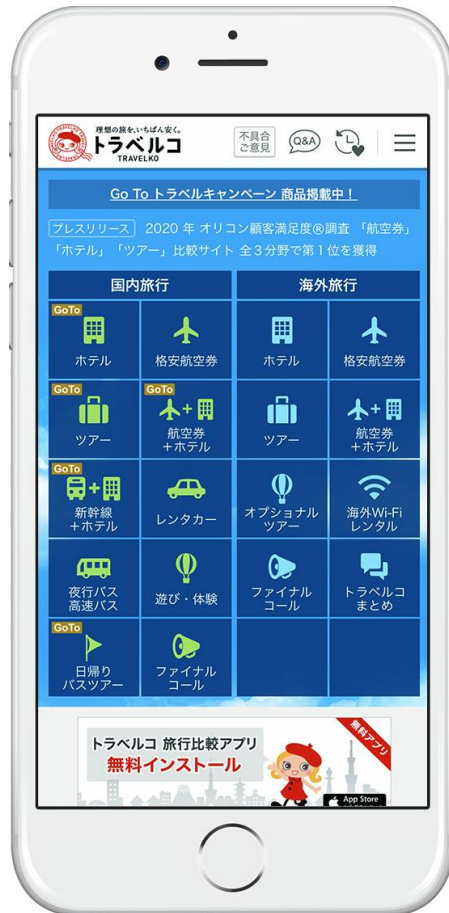 理想の旅を、いちばん安く。
トラベルコ
TRAVELKO
不具合
ご意見
Q&A
Go To トラベルキャンペーン 商品掲載中！
プレスリリース 2020 年 オリコン顧客満足度®調査 「航空券」
「ホテル」「ツアー」比較サイト 全3分野で第1位を獲得
国内旅行
海外旅行
GoTo
ホテル
格安航空券
ホテル
格安航空券
GoTo
ツアー
GoTo
航空券
+ホテル
ツアー
航空券
+ホテル
GoTo
新幹線
+ホテル
レンタカー
オプショナル
ツアー
海外Wi-Fi
レンタル
夜行バス
高速バス
遊び・体験
ファイナル
コール
トラベルコ
まとめ
GoTo
日帰り
バスツアー
ファイナル
コール
トラベルコ 旅行比較アプリ
無料インストール
無料アプリ
App Store